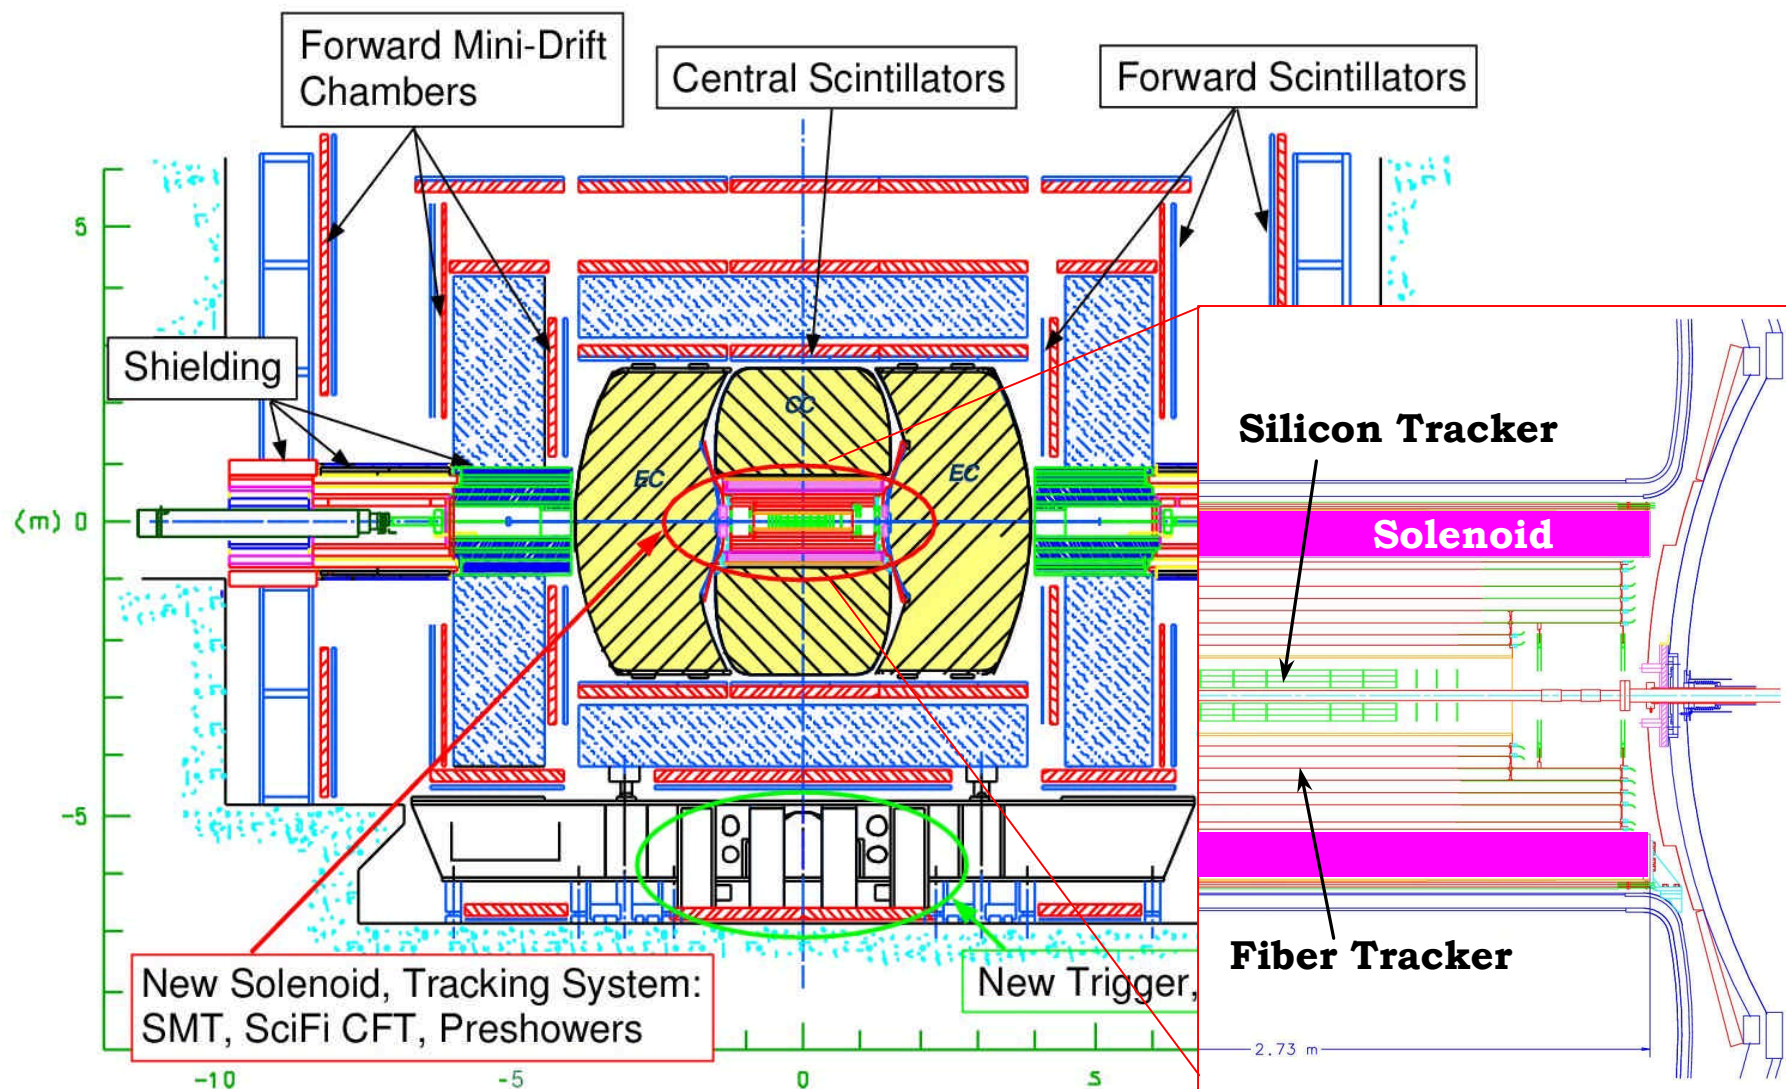 Forward Mini-Drift
Chambers
Central Scintillators
Forward Scintillators
5
Shielding
CC
EC
EC
(m) 0
-5
Silicon Tracker
Solenoid
Fiber Tracker
New Solenoid, Tracking System:
SMT, SciFi CFT, Preshowers
New Trigger,
2.73 m
-10
-5
0
5